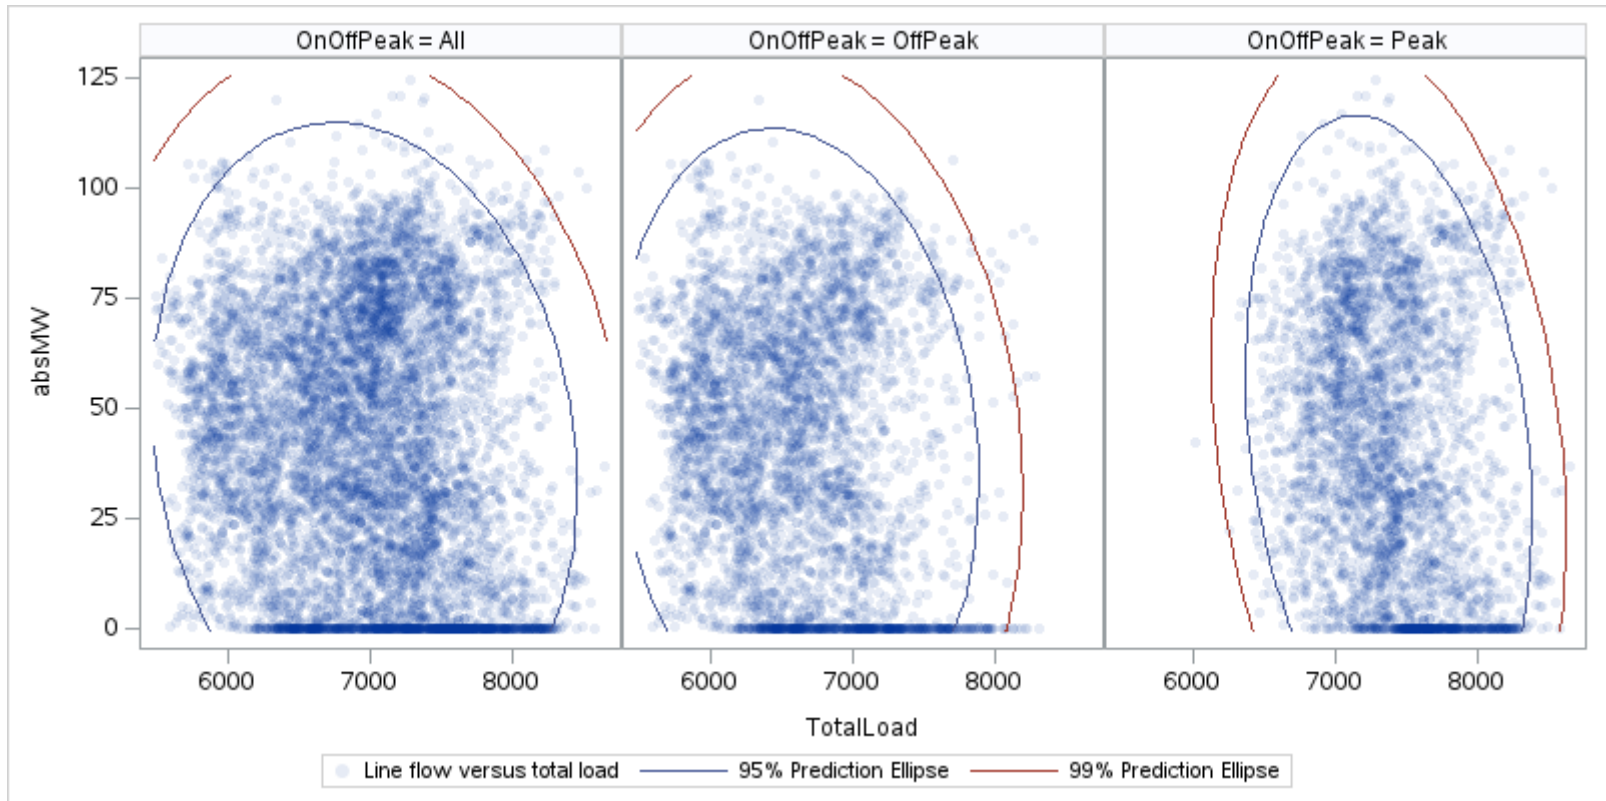 OnOffPeak = All
OnOffPeak = OffPeak
OnOffPeak = Peak
125
100
75
50
25
0
absMW
6000 7000 8000
6000 7000 8000
6000 7000 8000
TotalLoad
Line flow versus total load
95% Prediction Ellipse
99% Prediction Ellipse